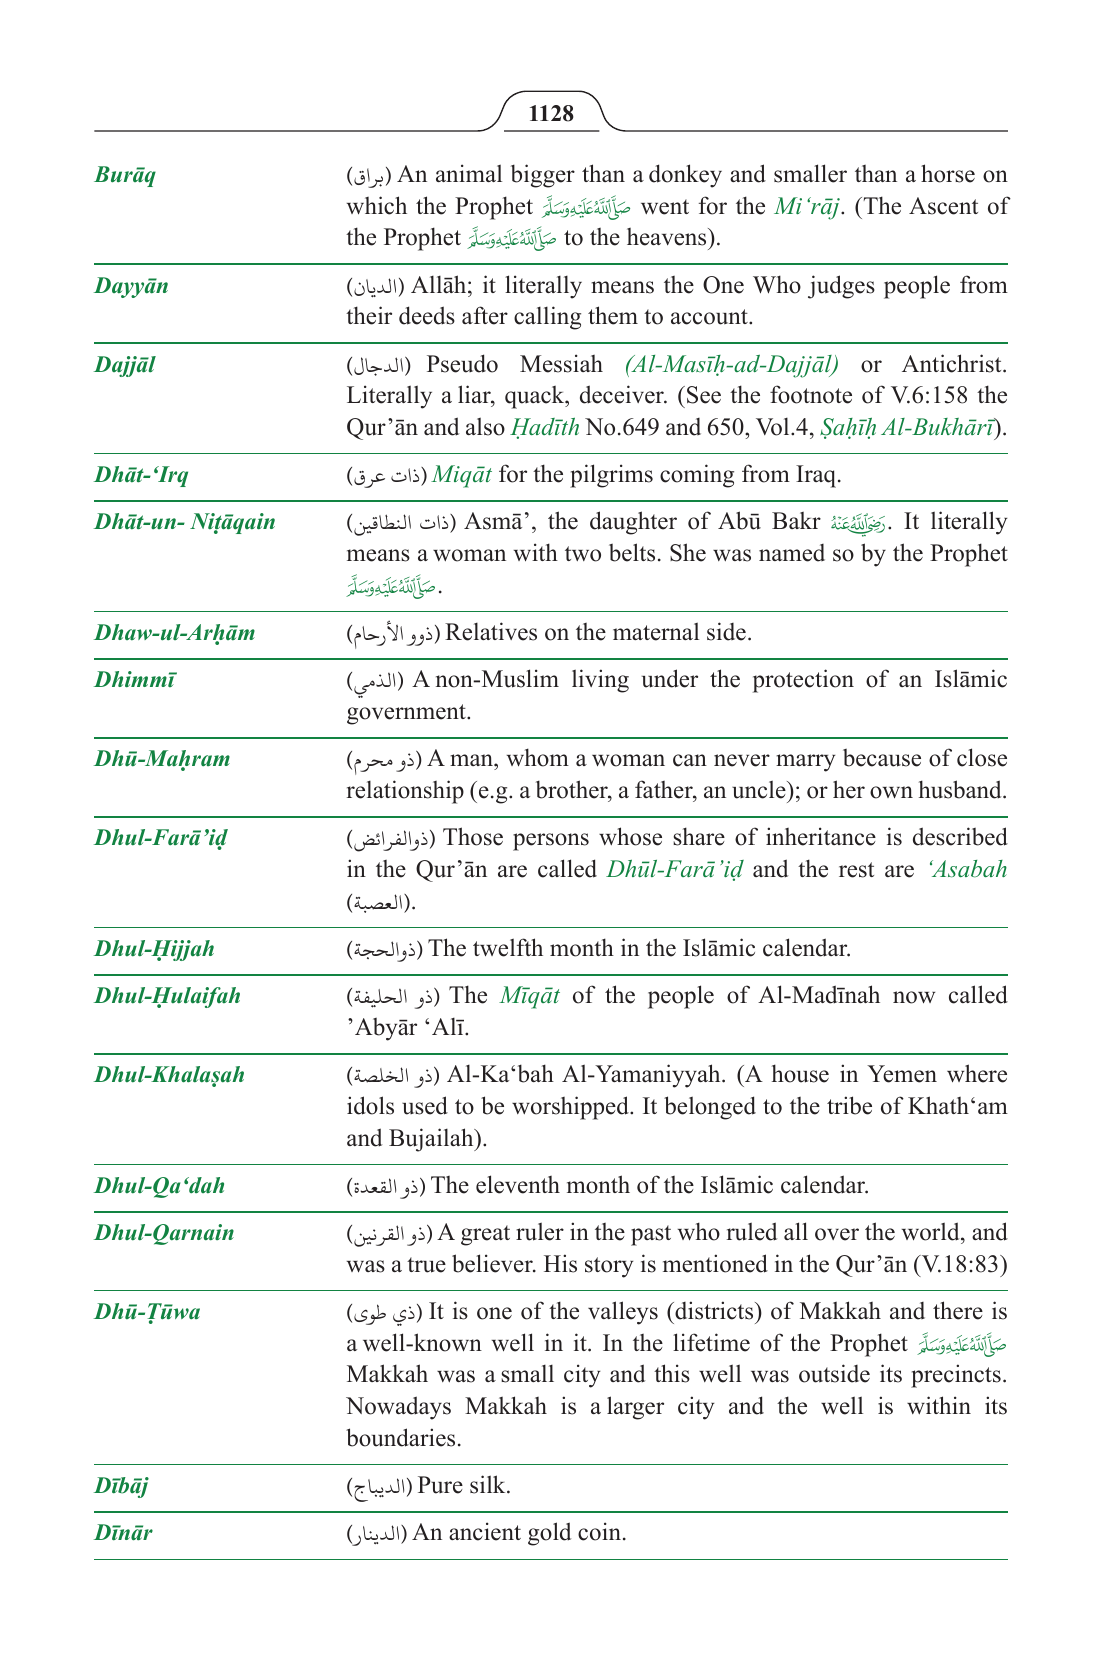 1128
Burāq (براق) An animal bigger than a donkey and smaller than a horse on
which the Prophet صَلَّى اللَّهُ عَلَيْهِ وَسَلَّمَ went for the Mi‘rāj. (The Ascent of
the Prophet صَلَّى اللَّهُ عَلَيْهِ وَسَلَّمَ to the heavens).
Dayyān (الديان) Allāh; it literally means the One Who judges people from
their deeds after calling them to account.
Dajjāl (الدجال) Pseudo Messiah (Al-Masīḥ-ad-Dajjāl) or Antichrist.
Literally a liar, quack, deceiver. (See the footnote of V.6:158 the
Qur’ān and also Ḥadīth No.649 and 650, Vol.4, Ṣaḥīḥ Al-Bukhārī).
Dhāt-‘Irq (ذات عرق) Miqāt for the pilgrims coming from Iraq.
Dhāt-un- Niṭāqain (ذات النطاقين) Asmā’, the daughter of Abū Bakr رَضِيَ اللَّهُ عَنْهُ. It literally
means a woman with two belts. She was named so by the Prophet
صَلَّى اللَّهُ عَلَيْهِ وَسَلَّمَ.
Dhaw-ul-Arḥām (ذوو الأرحام) Relatives on the maternal side.
Dhimmī (الذمي) A non-Muslim living under the protection of an Islāmic
government.
Dhū-Maḥram (ذو محرم) A man, whom a woman can never marry because of close
relationship (e.g. a brother, a father, an uncle); or her own husband.
Dhul-Farā’iḍ (ذوالفرائض) Those persons whose share of inheritance is described
in the Qur’ān are called Dhūl-Farā’iḍ and the rest are ‘Asabah
(العصبة).
Dhul-Ḥijjah (ذوالحجة) The twelfth month in the Islāmic calendar.
Dhul-Ḥulaifah (ذو الحليفة) The Mīqāt of the people of Al-Madīnah now called
’Abyār ‘Alī.
Dhul-Khalaṣah (ذو الخلصة) Al-Ka‘bah Al-Yamaniyyah. (A house in Yemen where
idols used to be worshipped. It belonged to the tribe of Khath‘am
and Bujailah).
Dhul-Qa‘dah (ذو القعدة) The eleventh month of the Islāmic calendar.
Dhul-Qarnain (ذو القرنين) A great ruler in the past who ruled all over the world, and
was a true believer. His story is mentioned in the Qur’ān (V.18:83)
Dhū-Ṭūwa (ذي طوى) It is one of the valleys (districts) of Makkah and there is
a well-known well in it. In the lifetime of the Prophet صَلَّى اللَّهُ عَلَيْهِ وَسَلَّمَ
Makkah was a small city and this well was outside its precincts.
Nowadays Makkah is a larger city and the well is within its
boundaries.
Dībāj (الديباج) Pure silk.
Dīnār (الدينار) An ancient gold coin.